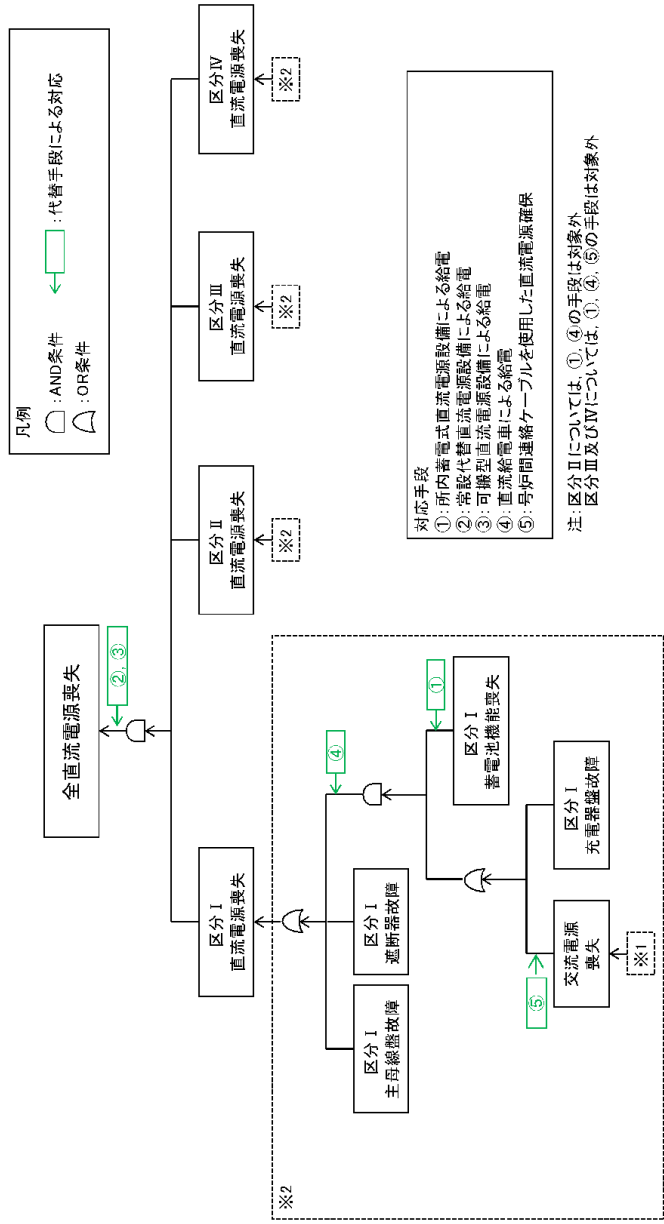 凡例
:AND条件
:OR条件
:代替手段による対応
全直流電源喪失
②, ③
区分Ⅰ
直流電源喪失
区分Ⅱ
直流電源喪失
区分Ⅲ
直流電源喪失
区分Ⅳ
直流電源喪失
※2
※2
※2
※2
区分Ⅰ
主母線盤故障
区分Ⅰ
遮断器故障
④
①
区分Ⅰ
蓄電池機能喪失
⑤
交流電源
喪失
※1
区分Ⅰ
充電器盤故障
対応手段
①:所内蓄電式直流電源設備による給電
②:常設代替直流電源設備による給電
③:可搬型直流電源設備による給電
④:直流給電車による給電
⑤:号炉間連絡ケーブルを使用した直流電源確保
注:区分Ⅱについては, ①, ④の手段は対象外
区分Ⅲ及びⅣについては, ①, ④, ⑤の手段は対象外